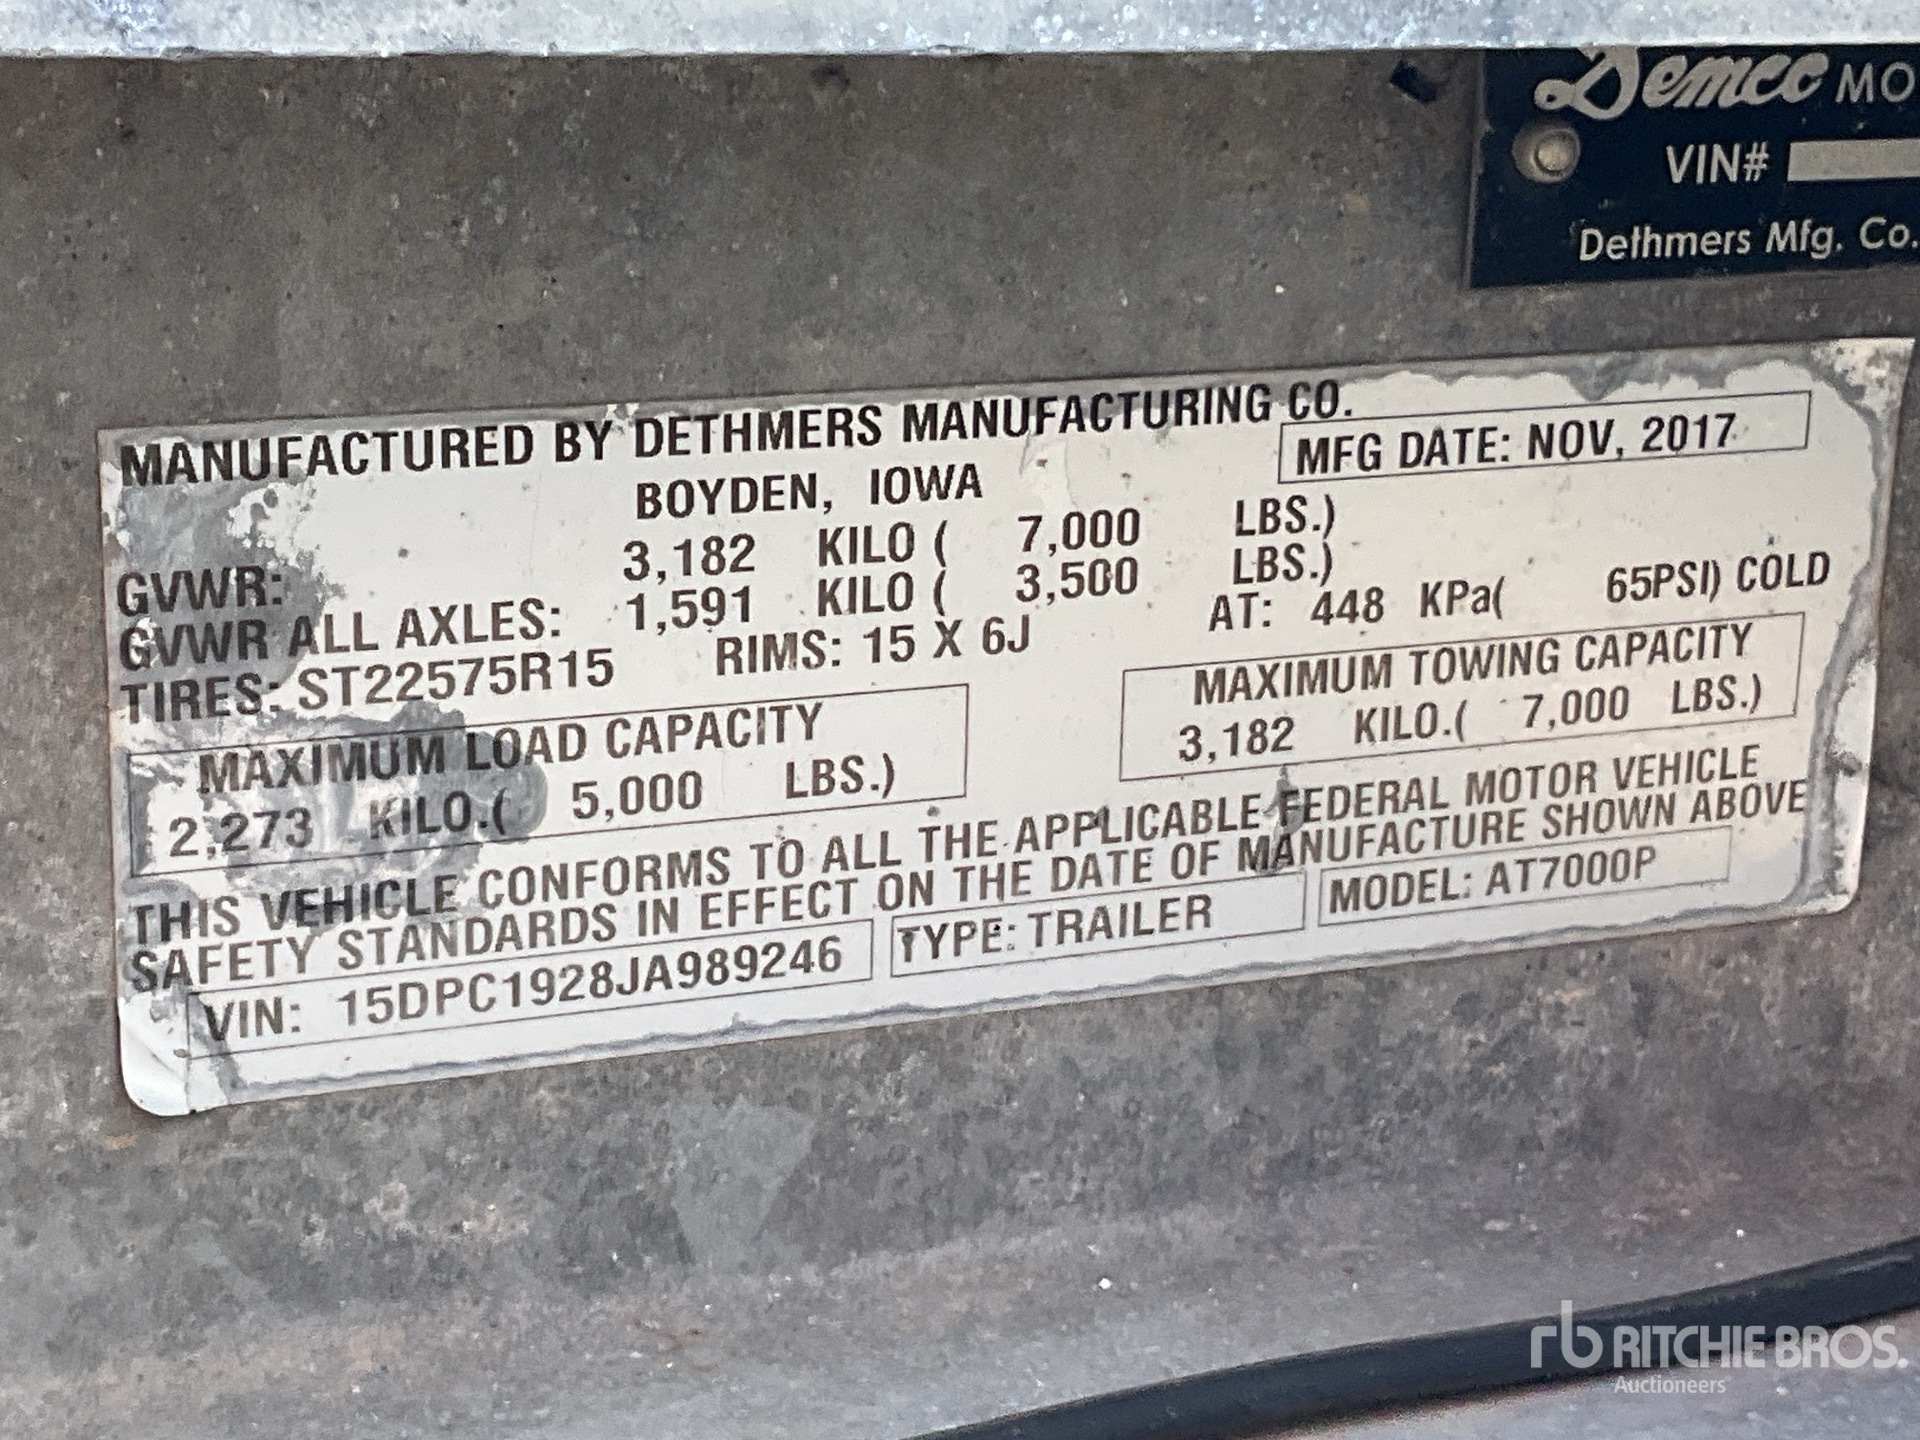 Demco MO
VIN#
Dethmers Mfg. Co.
MANUFACTURED BY DETHMERS MANUFACTURING CO.
BOYDEN, IOWA
MFG DATE: NOV, 2017
GVWR: 3,182 KILO ( 7,000 LBS.)
GVWR ALL AXLES: 1,591 KILO ( 3,500 LBS.)
TIRES: ST22575R15 RIMS: 15 X 6J AT: 448 KPa( 65PSI) COLD
MAXIMUM LOAD CAPACITY
2,273 KILO.( 5,000 LBS.)
MAXIMUM TOWING CAPACITY
3,182 KILO.( 7,000 LBS.)
THIS VEHICLE CONFORMS TO ALL THE APPLICABLE FEDERAL MOTOR VEHICLE
SAFETY STANDARDS IN EFFECT ON THE DATE OF MANUFACTURE SHOWN ABOVE
VIN: 15DPC1928JA989246 TYPE: TRAILER MODEL: AT7000P
rb RITCHIE BROS.
Auctioneers